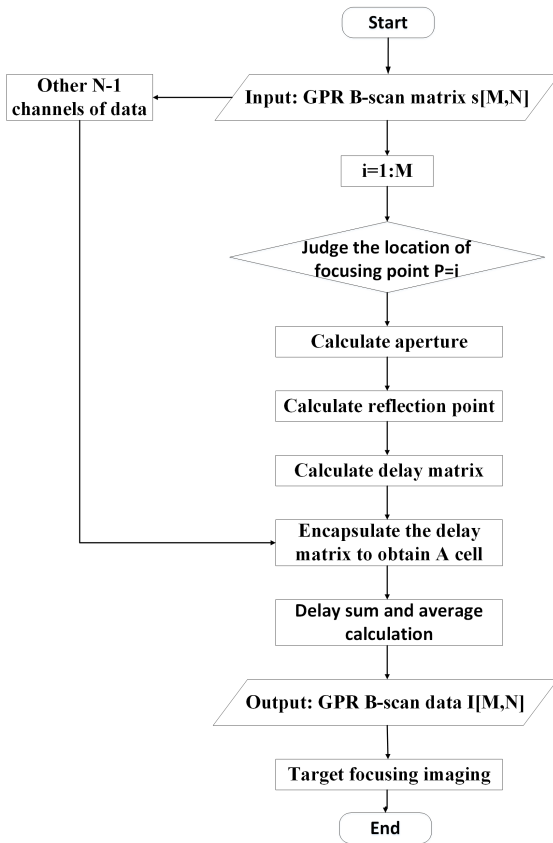 Start
Other N-1
channels of data
Input: GPR B-scan matrix s[M,N]
i=1:M
Judge the location of
focusing point P=i
Calculate aperture
Calculate reflection point
Calculate delay matrix
Encapsulate the delay
matrix to obtain A cell
Delay sum and average
calculation
Output: GPR B-scan data I[M,N]
Target focusing imaging
End